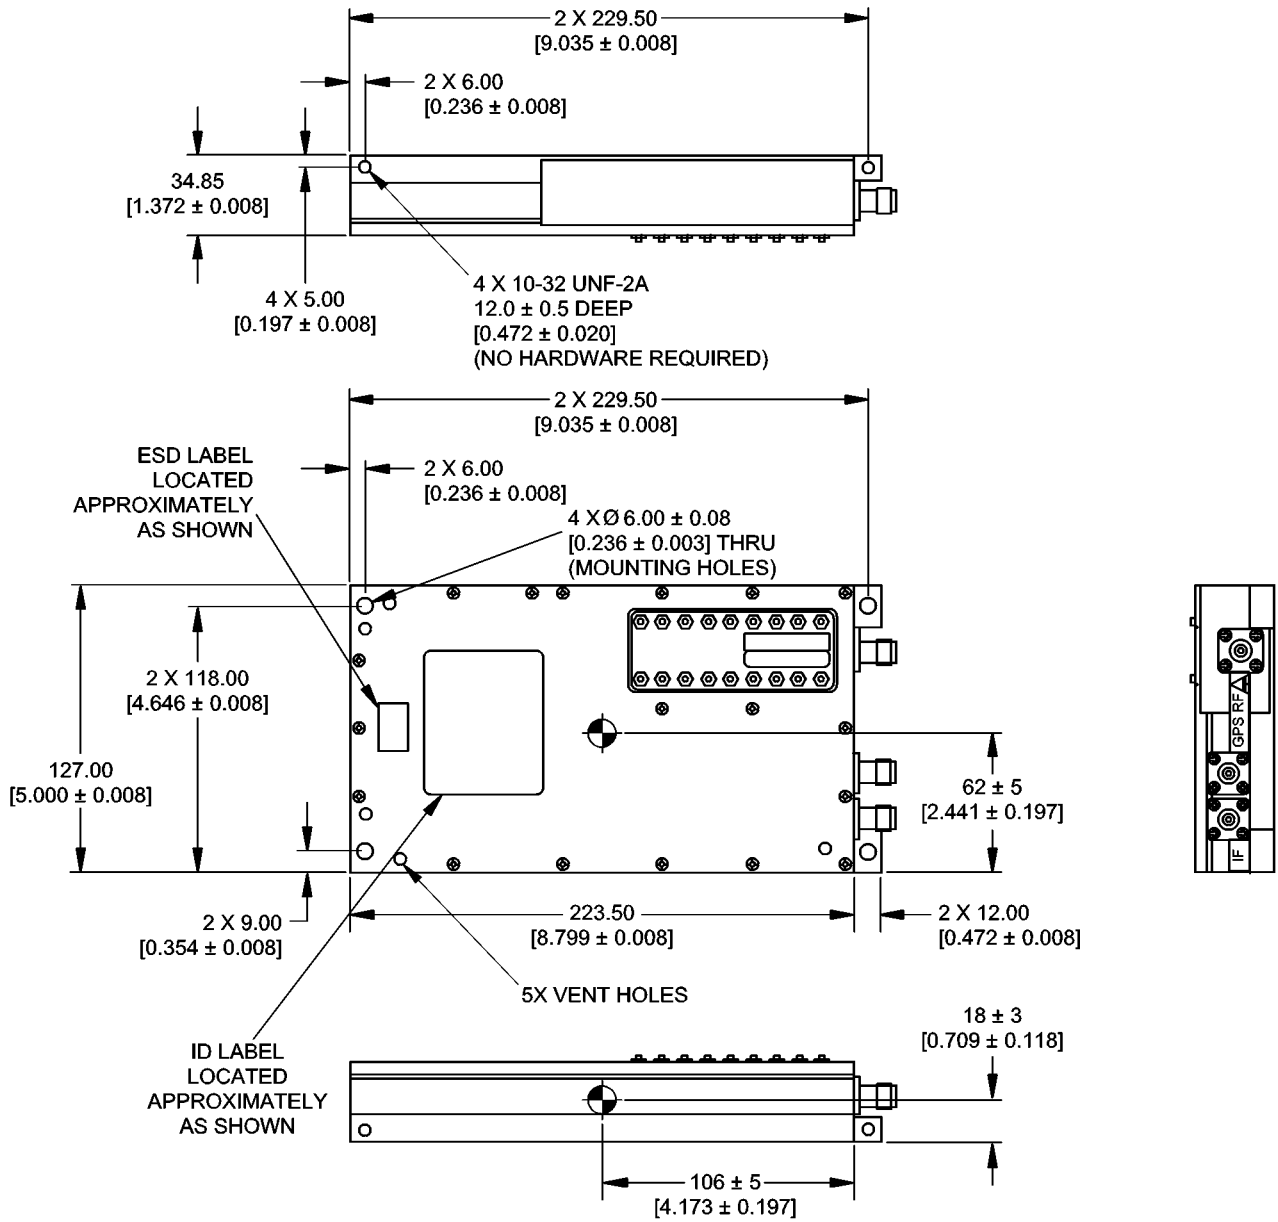 2 X 229.50
[9.035 ± 0.008]
2 X 6.00
[0.236 ± 0.008]
34.85
[1.372 ± 0.008]
4 X 5.00
[0.197 ± 0.008]
4 X 10-32 UNF-2A
12.0 ± 0.5 DEEP
[0.472 ± 0.020]
(NO HARDWARE REQUIRED)
2 X 229.50
[9.035 ± 0.008]
ESD LABEL
LOCATED
APPROXIMATELY
AS SHOWN
2 X 6.00
[0.236 ± 0.008]
4 X Ø 6.00 ± 0.08
[0.236 ± 0.003] THRU
(MOUNTING HOLES)
2 X 118.00
[4.646 ± 0.008]
127.00
[5.000 ± 0.008]
62 ± 5
[2.441 ± 0.197]
GPS RF
IF
2 X 9.00
[0.354 ± 0.008]
223.50
[8.799 ± 0.008]
2 X 12.00
[0.472 ± 0.008]
5X VENT HOLES
18 ± 3
[0.709 ± 0.118]
ID LABEL
LOCATED
APPROXIMATELY
AS SHOWN
106 ± 5
[4.173 ± 0.197]